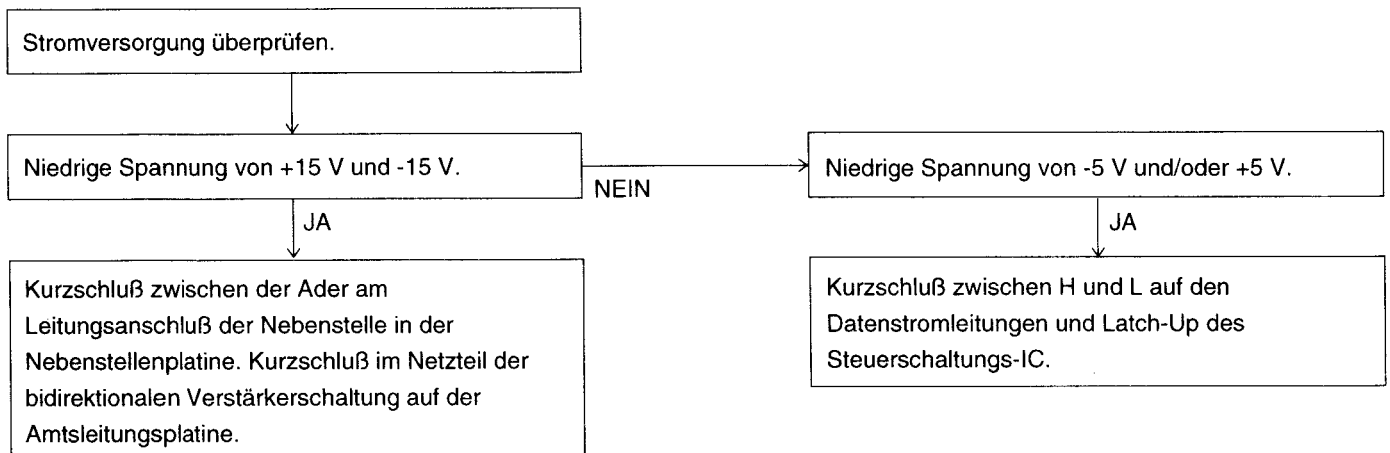 Stromversorgung überprüfen.
Niedrige Spannung von +15 V und -15 V.
NEIN
Niedrige Spannung von -5 V und/oder +5 V.
JA
JA
Kurzschluß zwischen der Ader am
Leitungsanschluß der Nebenstelle in der
Nebenstellenplatine. Kurzschluß im Netzteil der
bidirektionalen Verstärkerschaltung auf der
Amtsleitungsplatine.
Kurzschluß zwischen H und L auf den
Datenstromleitungen und Latch-Up des
Steuerschaltungs-IC.